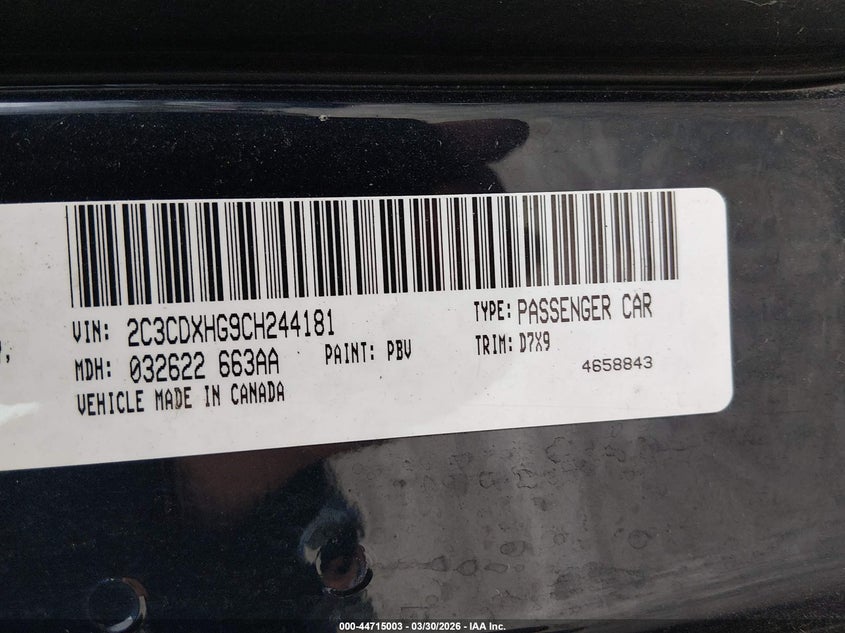 VIN: 2C3CDXHG9CH244181
TYPE: PASSENGER CAR
MDH: 032622 663AA
PAINT: PBV
TRIM: D7X9
VEHICLE MADE IN CANADA
4658843
000-44715003 — 03/30/2026 — IAA Inc.